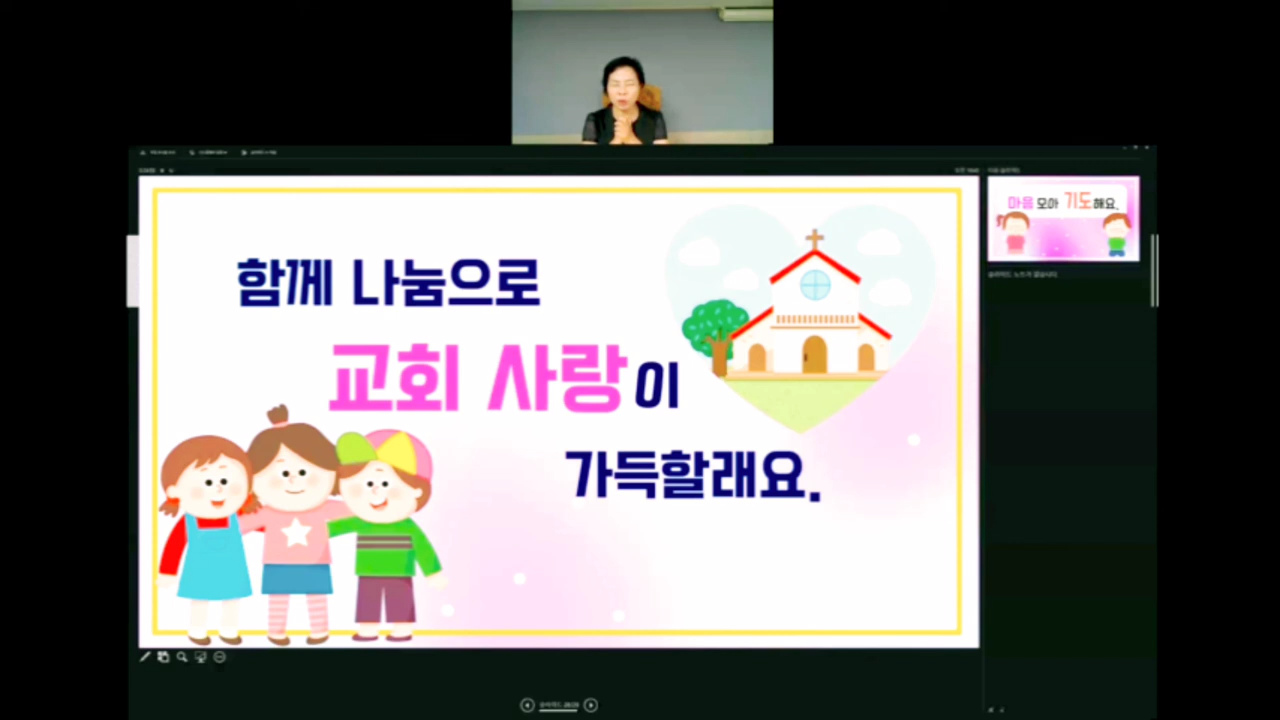 함께 나눔으로
교회 사랑이
가득할래요.
마음 모아 기도해요.